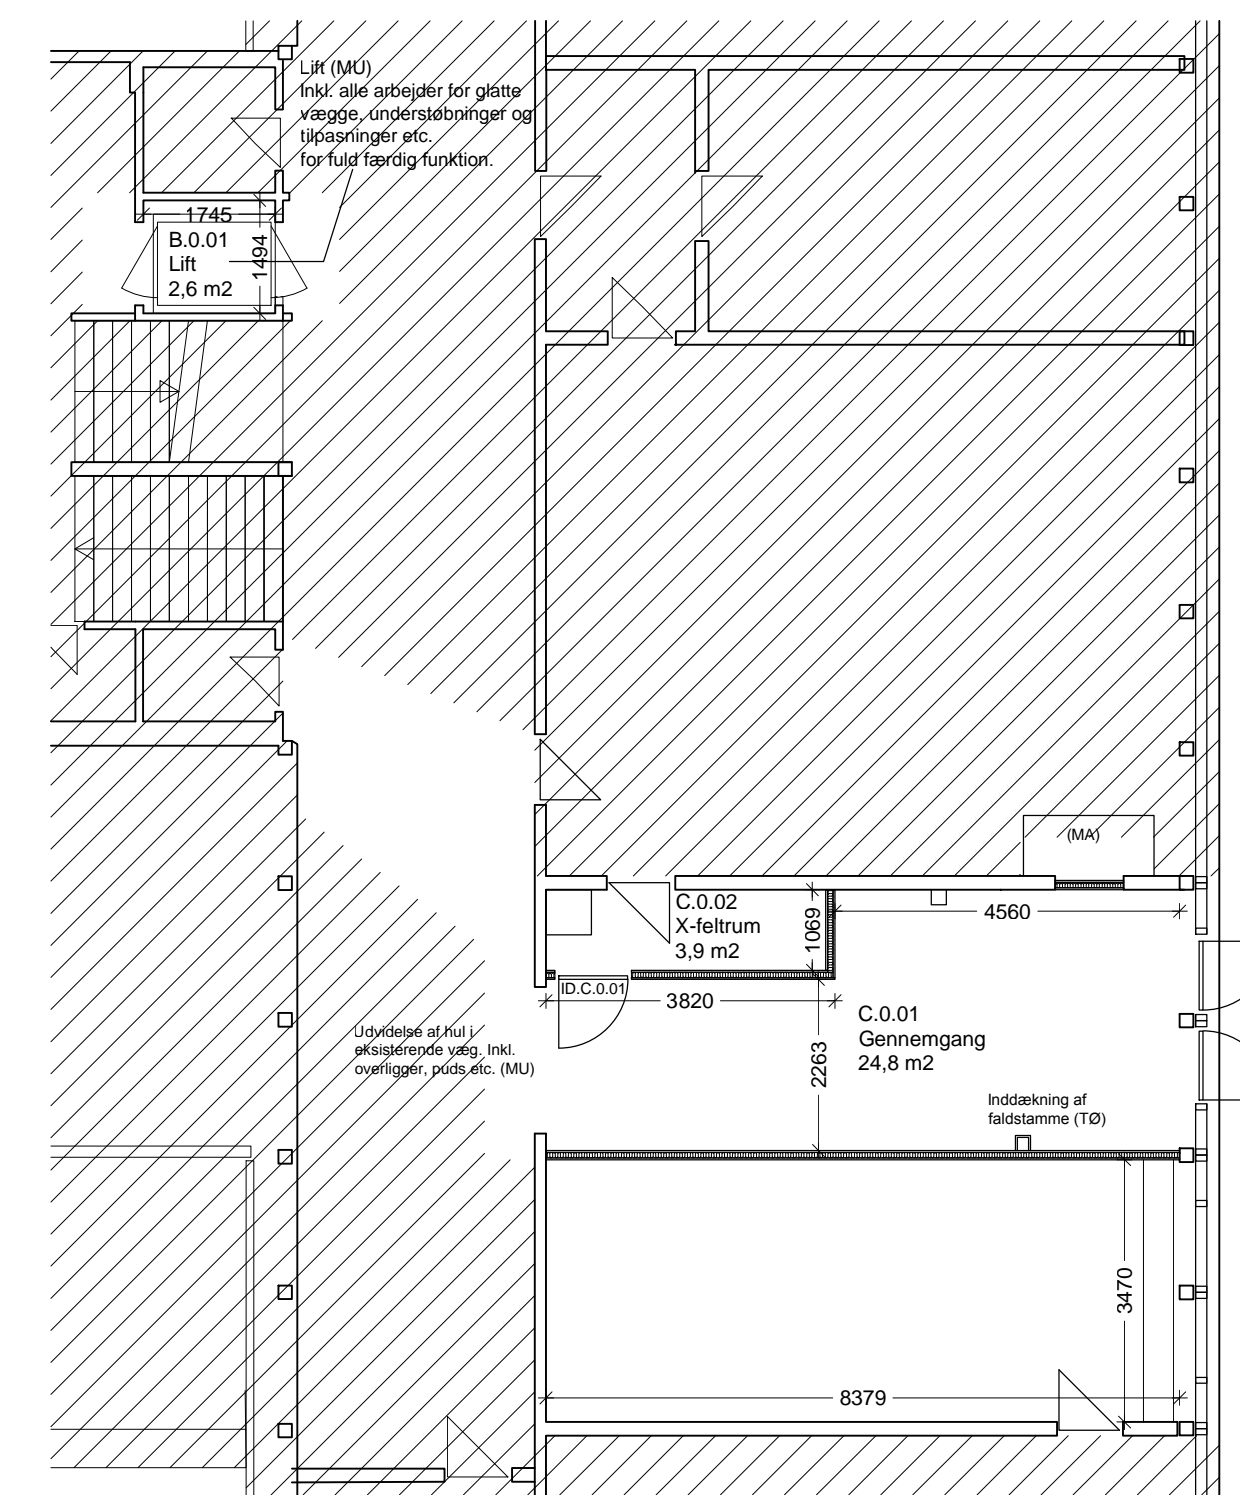 Lift (MU)
Inkl. alle arbejder for glatte
vægge, understøbninger og
tilpasninger etc.
for fuld færdig funktion.
1745
B.0.01
Lift
2,6 m2
1494
(MA)
C.0.02
X-feltrum
3,9 m2
1069
4560
ID.C.0.01
3820
C.0.01
Gennemgang
24,8 m2
Udvidelse af hul i
eksisterende væg. Inkl.
overligger, puds etc. (MU)
2263
Inddækning af
faldstamme (TØ)
3470
8379